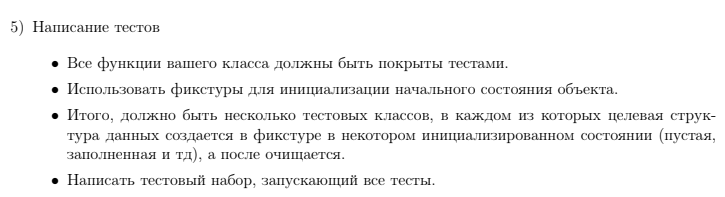 5) Написание тестов
• Все функции вашего класса должны быть покрыты тестами.
• Использовать фикстуры для инициализации начального состояния объекта.
• Итого, должно быть несколько тестовых классов, в каждом из которых целевая струк-
тура данных создается в фикстуре в некотором инициализированном состоянии (пустая,
заполненная и тд), а после очищается.
• Написать тестовый набор, запускающий все тесты.